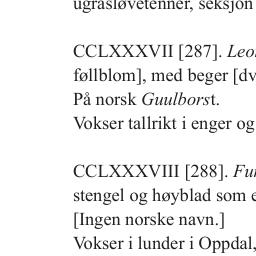 ugrasløvetenner, seksjon
CCLXXXVII [287]. Leo
føllblom], med beger [dv
På norsk Guulborst.
Vokser tallrikt i enger og
CCLXXXVIII [288]. Fu
stengel og høyblad som e
[Ingen norske navn.]
Vokser i lunder i Oppdal,